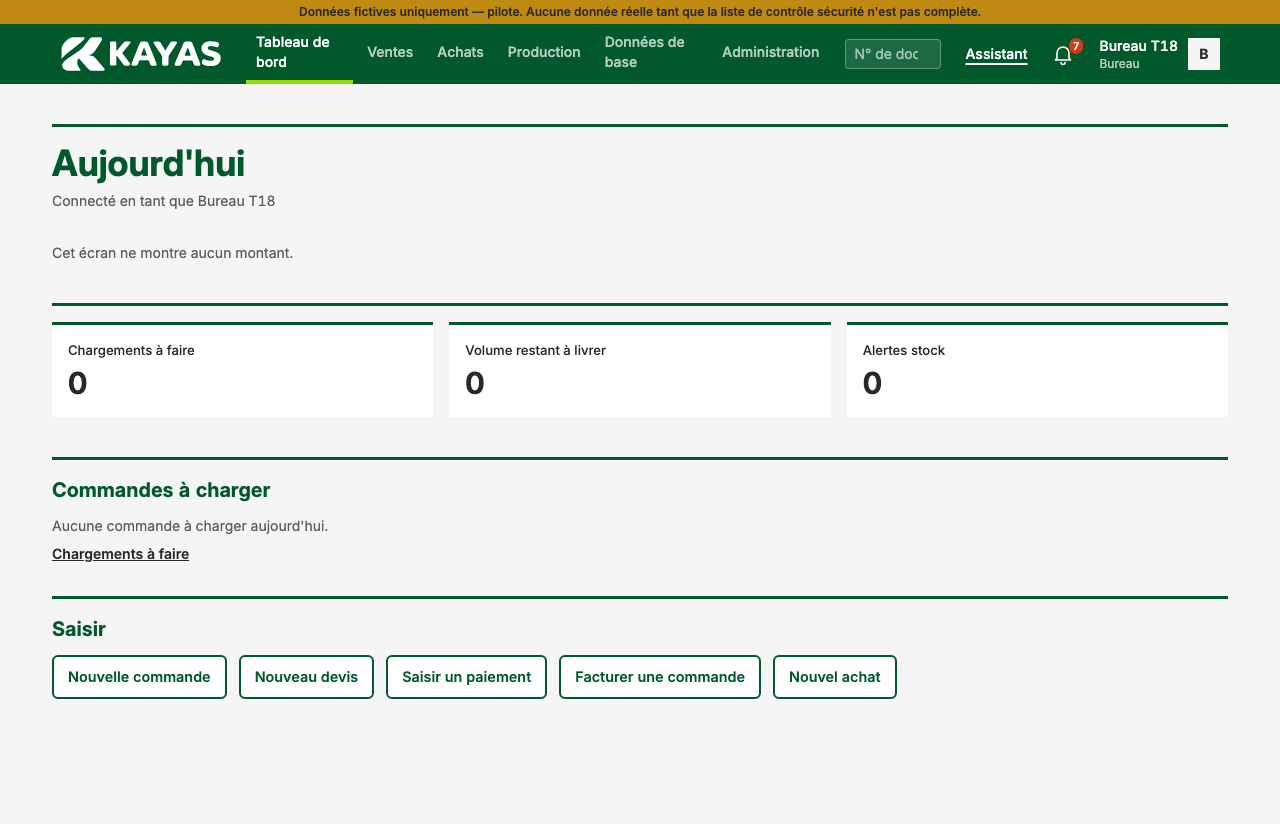 Données fictives uniquement — pilote. Aucune donnée réelle tant que la liste de contrôle sécurité n'est pas complète.
KAYAS
Tableau de bord
Ventes
Achats
Production
Données de base
Administration
N° de doc
Assistant
7
Bureau T18
Bureau
B
Aujourd'hui
Connecté en tant que Bureau T18
Cet écran ne montre aucun montant.
Chargements à faire
0
Volume restant à livrer
0
Alertes stock
0
Commandes à charger
Aucune commande à charger aujourd'hui.
Chargements à faire
Saisir
Nouvelle commande
Nouveau devis
Saisir un paiement
Facturer une commande
Nouvel achat